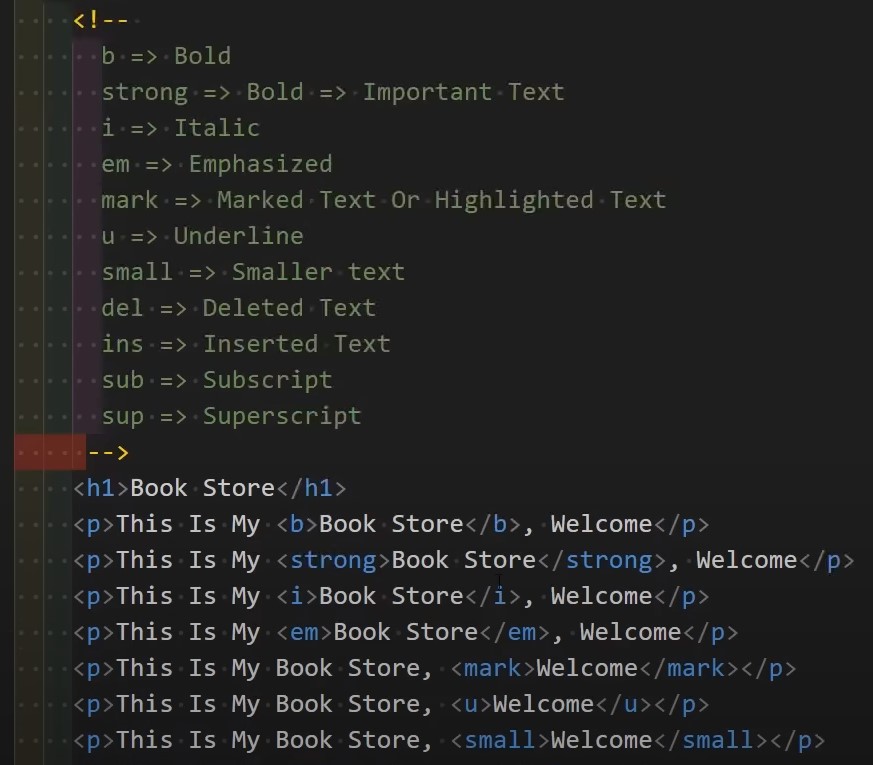 <!--
b => Bold
strong => Bold => Important Text
i => Italic
em => Emphasized
mark => Marked Text Or Highlighted Text
u => Underline
small => Smaller text
del => Deleted Text
ins => Inserted Text
sub => Subscript
sup => Superscript
-->
<h1>Book Store</h1>
<p>This Is My <b>Book Store</b>, Welcome</p>
<p>This Is My <strong>Book Store</strong>, Welcome</p>
<p>This Is My <i>Book Store</i>, Welcome</p>
<p>This Is My <em>Book Store</em>, Welcome</p>
<p>This Is My Book Store, <mark>Welcome</mark></p>
<p>This Is My Book Store, <u>Welcome</u></p>
<p>This Is My Book Store, <small>Welcome</small></p>